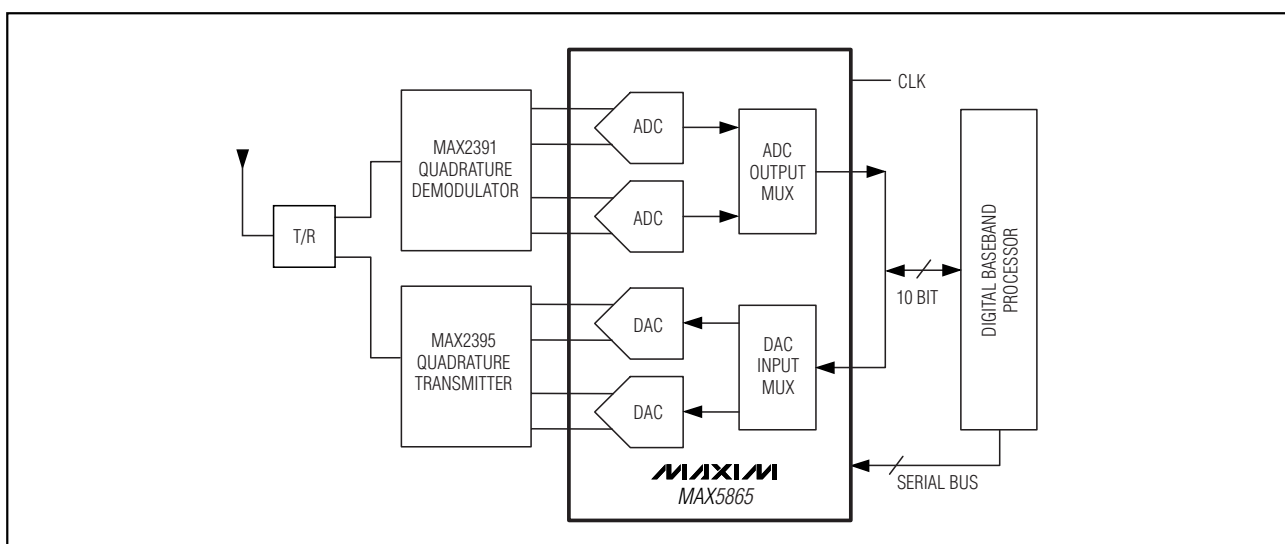 CLK
MAX2391
QUADRATURE
DEMODULATOR
ADC
ADC
ADC
OUTPUT
MUX
T/R
10 BIT
DIGITAL BASEBAND
PROCESSOR
MAX2395
QUADRATURE
TRANSMITTER
DAC
DAC
DAC
INPUT
MUX
MAXIM
MAX5865
SERIAL BUS